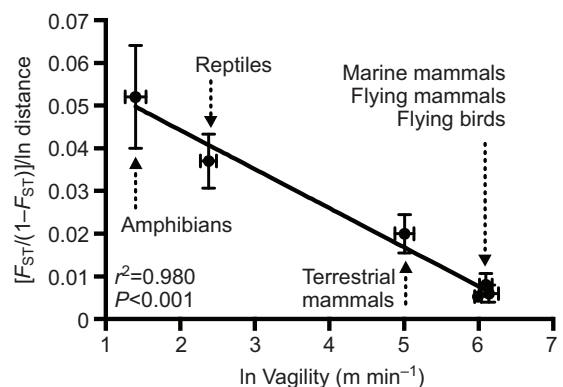 0.07
0.06
0.05
0.04
0.03
0.02
0.01
0
[F_ST/(1–F_ST)]/ln distance
Reptiles
Marine mammals
Flying mammals
Flying birds
Amphibians
Terrestrial
mammals
r²=0.980
P<0.001
1 2 3 4 5 6 7
ln Vagility (m min⁻¹)